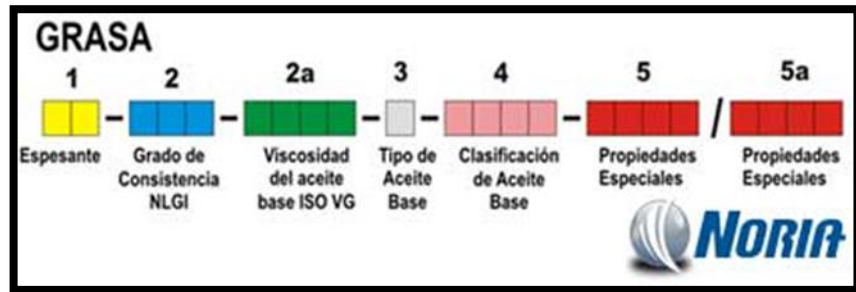 GRASA
1 2 2a 3 4 5 5a
- - - - - /
Espesante Grado de Viscosidad Tipo de Clasificación Propiedades Propiedades
Consistencia del aceite Aceite de Aceite Especiales Especiales
NLGI base ISO VG Base Base
NORIA